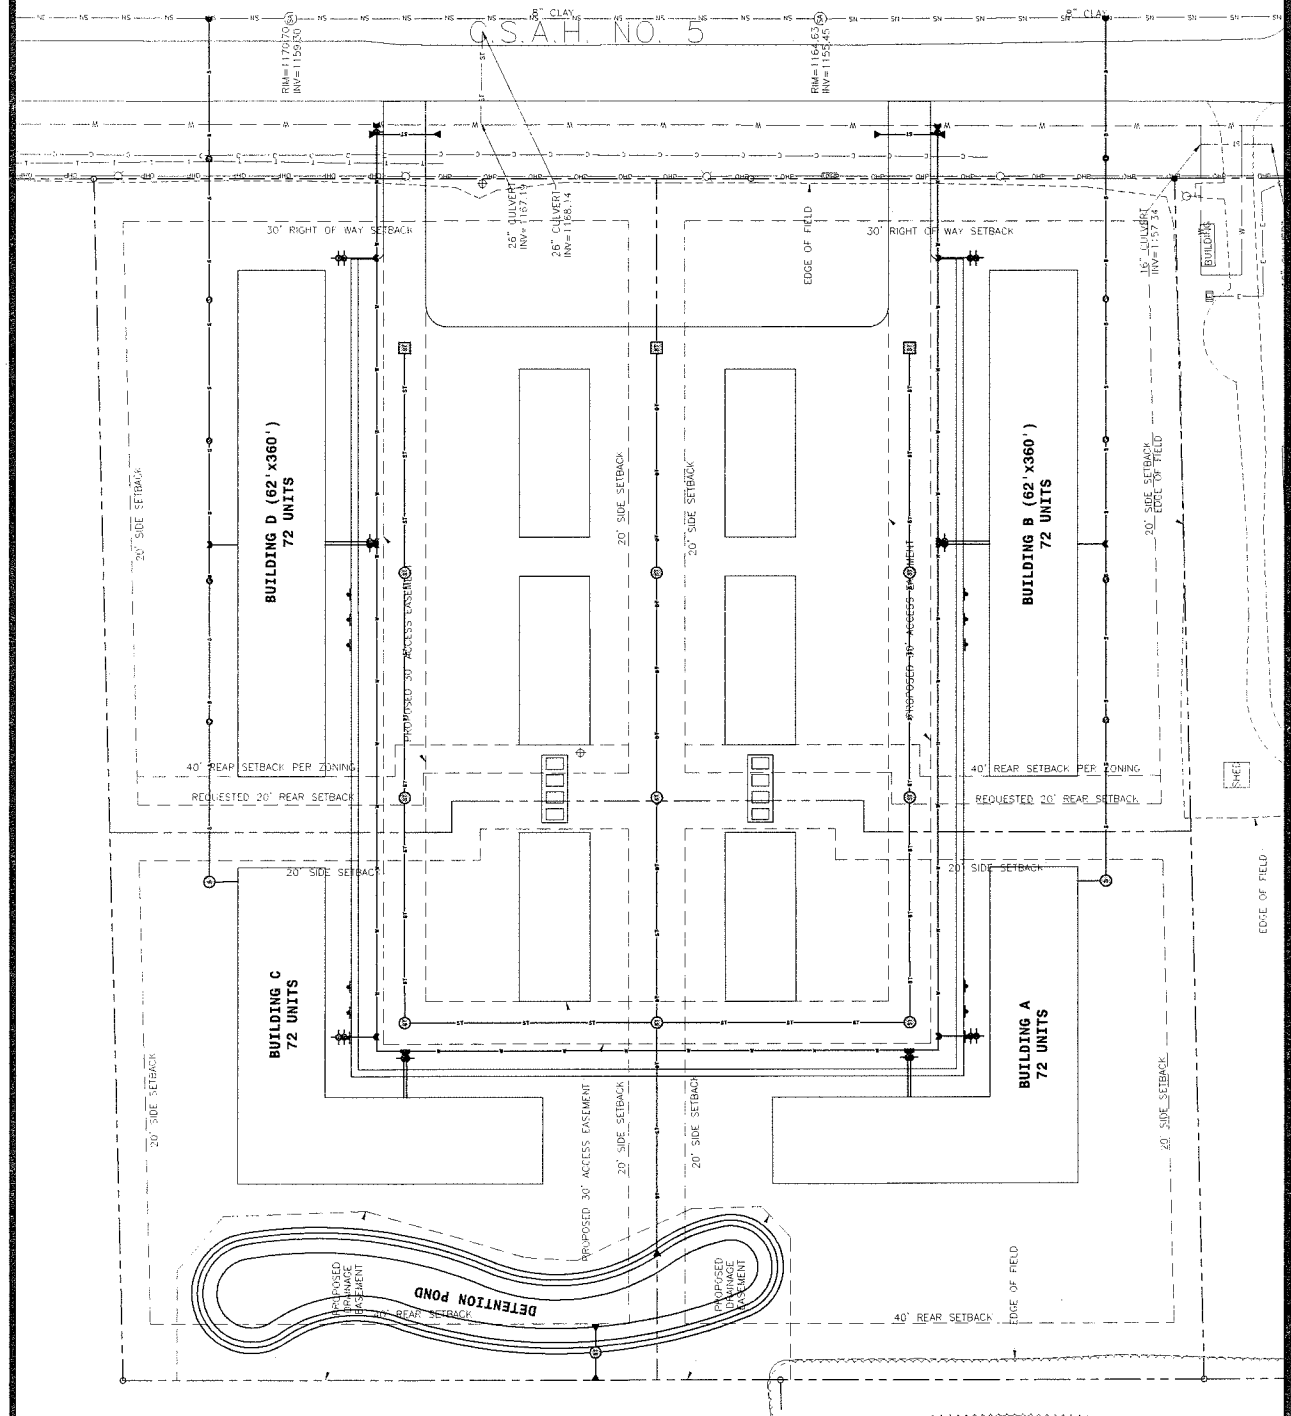 8" CLAY
8" CLAY
C.S.A.H. NO. 5
RIM=1170.70
INV=1159.30
RIM=1164.63
INV=1155.45
26" CULVERT
INV=1167.19
26" CULVERT
INV=1168.14
EDGE OF FIELD
16" CULVERT
INV=1157.34
BUILDING
30' RIGHT OF WAY SETBACK
30' RIGHT OF WAY SETBACK
BUILDING D (62'x360')
72 UNITS
BUILDING B (62'x360')
72 UNITS
20' SIDE SETBACK
20' SIDE SETBACK
20' SIDE SETBACK
20' SIDE SETBACK
EDGE OF FIELD
PROPOSED 30' ACCESS EASEMENT
PROPOSED 30' ACCESS EASEMENT
40' REAR SETBACK PER ZONING
40' REAR SETBACK PER ZONING
REQUESTED 20' REAR SETBACK
REQUESTED 20' REAR SETBACK
SHED
20' SIDE SETBACK
20' SIDE SETBACK
EDGE OF FIELD
BUILDING C
72 UNITS
BUILDING A
72 UNITS
20' SIDE SETBACK
PROPOSED 30' ACCESS EASEMENT
20' SIDE SETBACK
20' SIDE SETBACK
20' SIDE SETBACK
PROPOSED
DRAINAGE
EASEMENT
DETENTION POND
40' REAR SETBACK
PROPOSED
DRAINAGE
EASEMENT
40' REAR SETBACK
EDGE OF FIELD